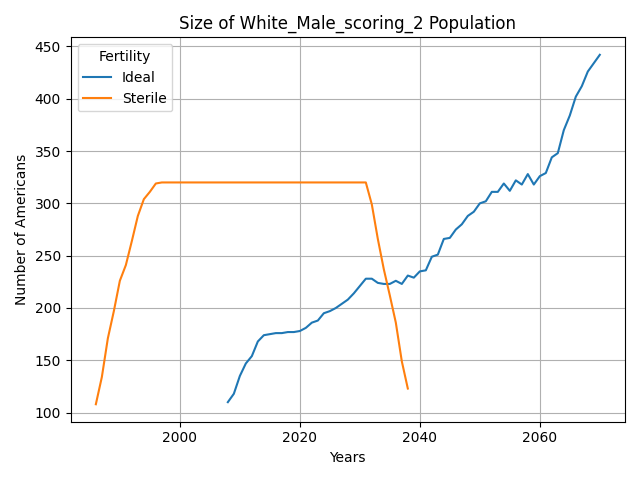 Size of White_Male_scoring_2 Population
Fertility
Ideal
Sterile
Number of Americans
450
400
350
300
250
200
150
100
2000 2020 2040 2060
Years